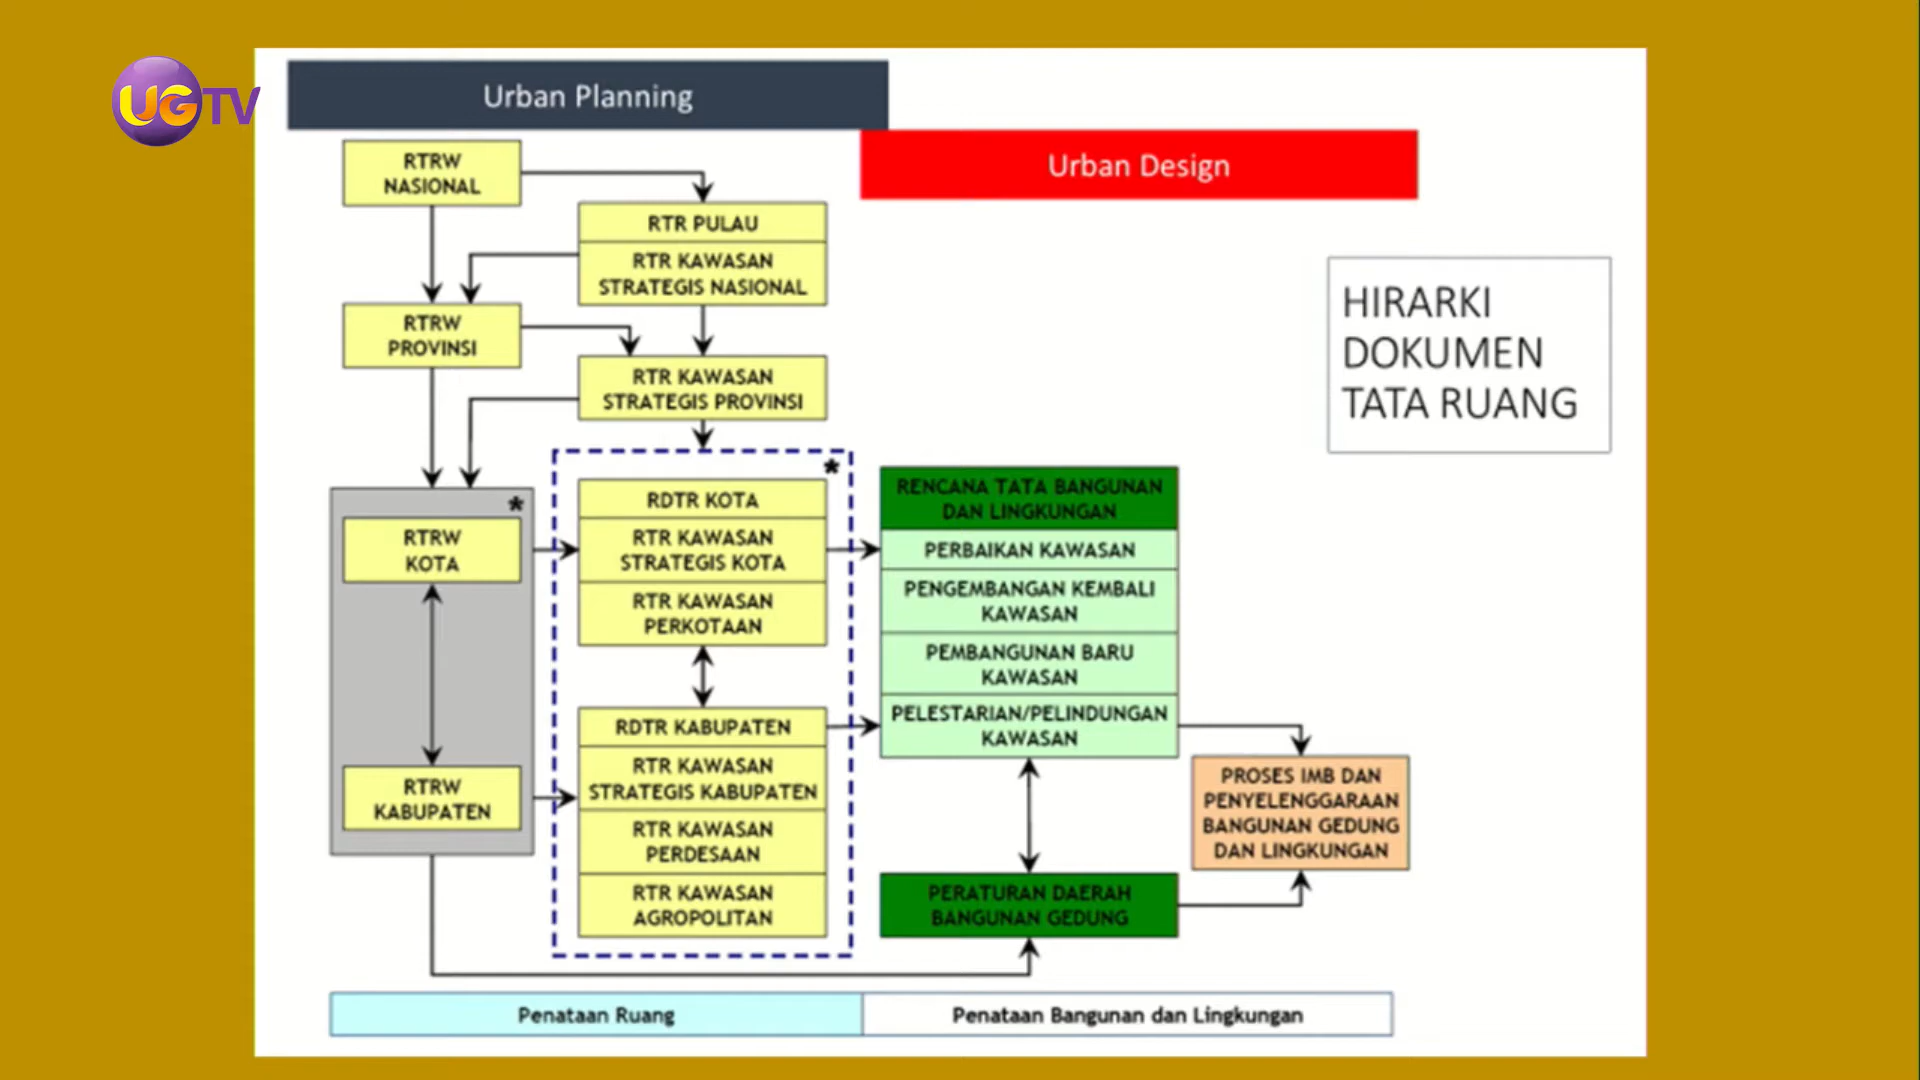 UGTV
Urban Planning
Urban Design
RTRW
NASIONAL
RTR PULAU
RTR KAWASAN
STRATEGIS NASIONAL
HIRARKI
DOKUMEN
TATA RUANG
RTRW
PROVINSI
RTR KAWASAN
STRATEGIS PROVINSI
*
*
RTRW
KOTA
RTRW
KABUPATEN
RDTR KOTA
RTR KAWASAN
STRATEGIS KOTA
RTR KAWASAN
PERKOTAAN
RDTR KABUPATEN
RTR KAWASAN
STRATEGIS KABUPATEN
RTR KAWASAN
PERDESAAN
RTR KAWASAN
AGROPOLITAN
RENCANA TATA BANGUNAN
DAN LINGKUNGAN
PERBAIKAN KAWASAN
PENGEMBANGAN KEMBALI
KAWASAN
PEMBANGUNAN BARU
KAWASAN
PELESTARIAN/PELINDUNGAN
KAWASAN
PROSES IMB DAN
PENYELENGGARAAN
BANGUNAN GEDUNG
DAN LINGKUNGAN
PERATURAN DAERAH
BANGUNAN GEDUNG
Penataan Ruang
Penataan Bangunan dan Lingkungan